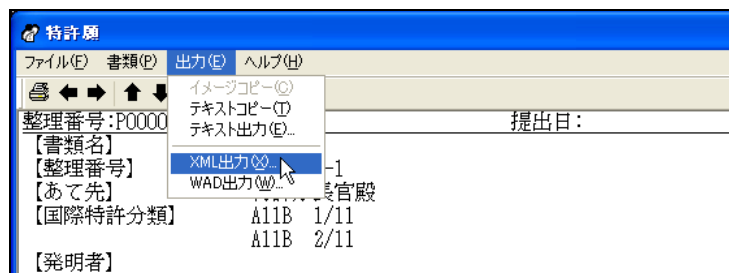 特許願
ファイル(F) 書類(P) 出力(E) ヘルプ(H)
イメージコピー(C)
テキストコピー(T)
テキスト出力(E)...
XML出力(X)...
WAD出力(W)...
整理番号:P0000 提出日:
【書類名】
【整理番号】 -1
【あて先】 長官殿
【国際特許分類】 A11B 1/11
A11B 2/11
【発明者】